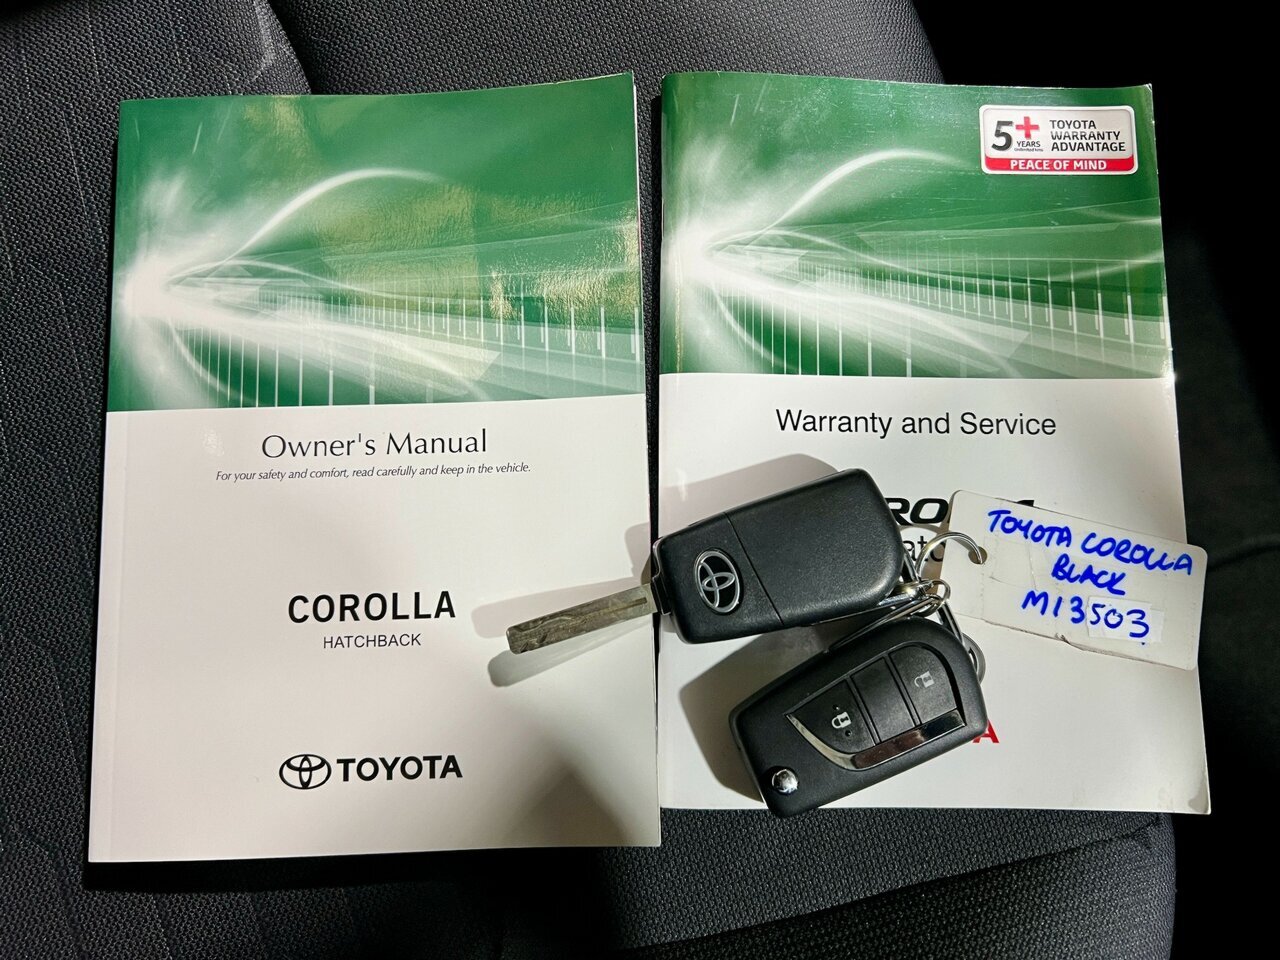 Owner's Manual
For your safety and comfort, read carefully and keep in the vehicle.
COROLLA
HATCHBACK
TOYOTA
5+
YEARS
TOYOTA
WARRANTY
ADVANTAGE
PEACE OF MIND
Warranty and Service
TOYOTA COROLLA
BLACK
M13503